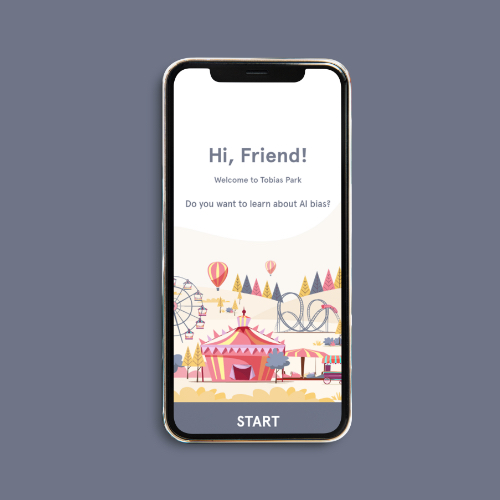 Hi, Friend!
Welcome to Tobias Park
Do you want to learn about AI bias?
START